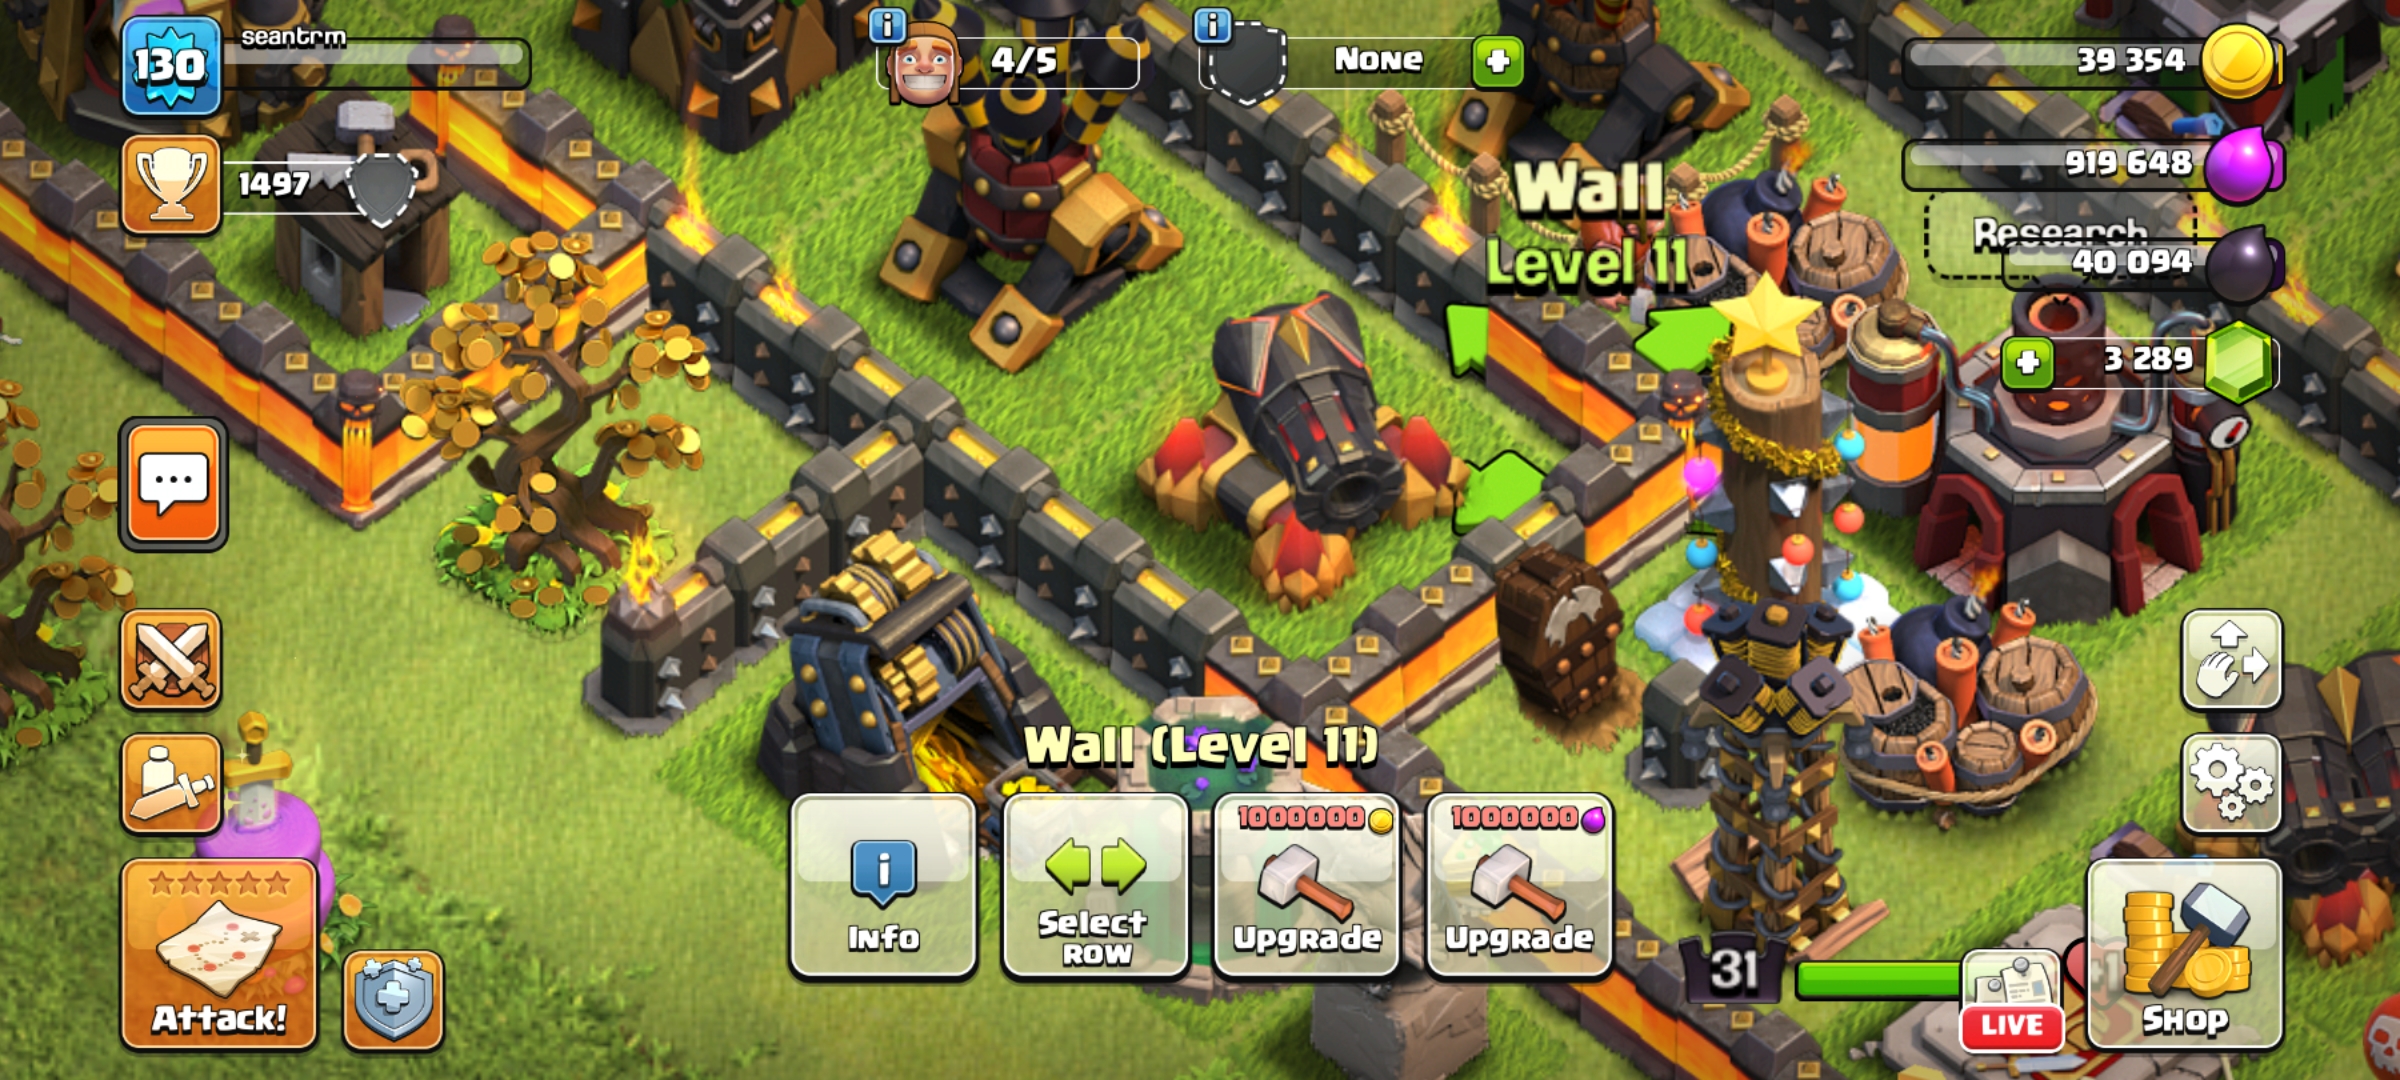 130
seantrm
4/5
None
39 354
1497
919 648
Research
40 094
3 289
Wall
Level 11
Wall (Level 11)
Info
Select
Row
1000000
Upgrade
1000000
Upgrade
Attack!
31
LIVE
Shop